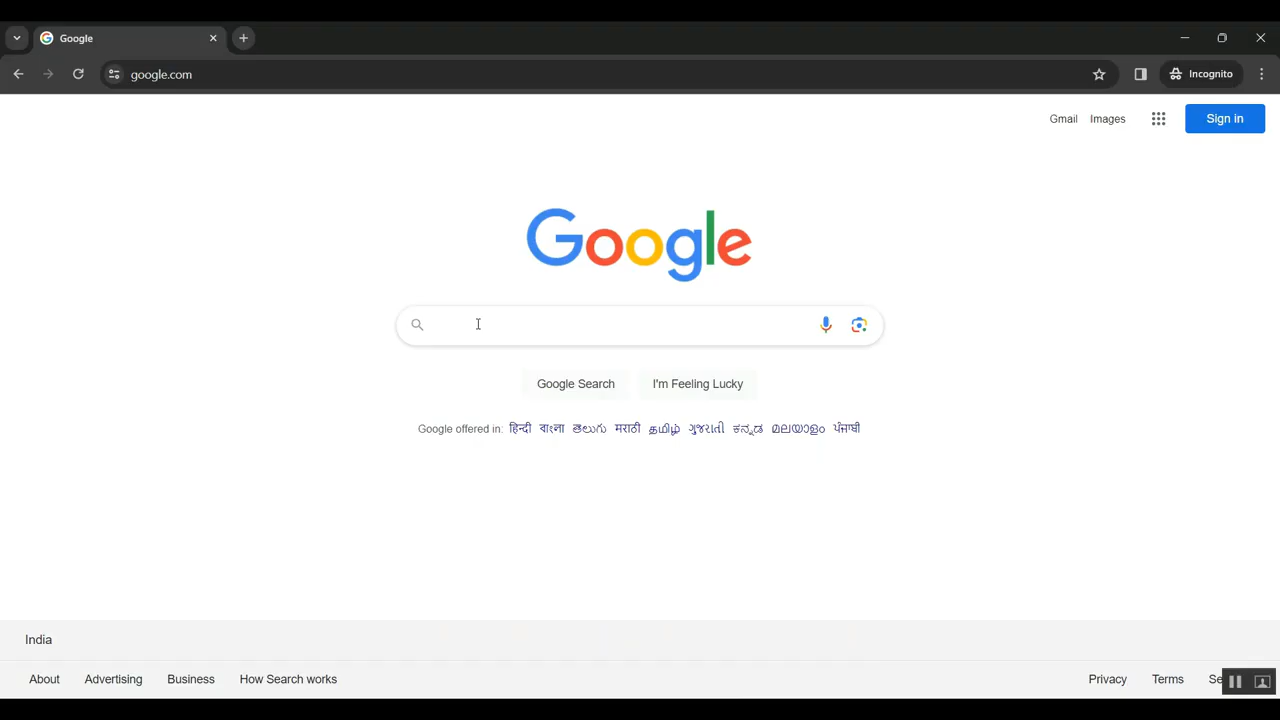 Google
google.com
Incognito
Gmail Images Sign in
Google
Google Search I'm Feeling Lucky
Google offered in: हिन्दी বাংলা తెలుగు मराठी தமிழ் ગુજરાતી ಕನ್ನಡ മലയാളം ਪੰਜਾਬੀ
India
About Advertising Business How Search works Privacy Terms